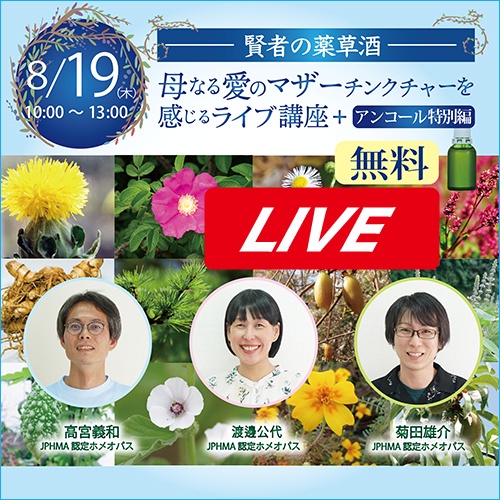 賢者の薬草酒
8/19(木)
10:00 ～ 13:00
母なる愛のマザーチンクチャーを
感じるライブ講座＋ アンコール特別編
無料
LIVE
高宮義和
JPHMA 認定ホメオパス
渡邊公代
JPHMA 認定ホメオパス
菊田雄介
JPHMA 認定ホメオパス